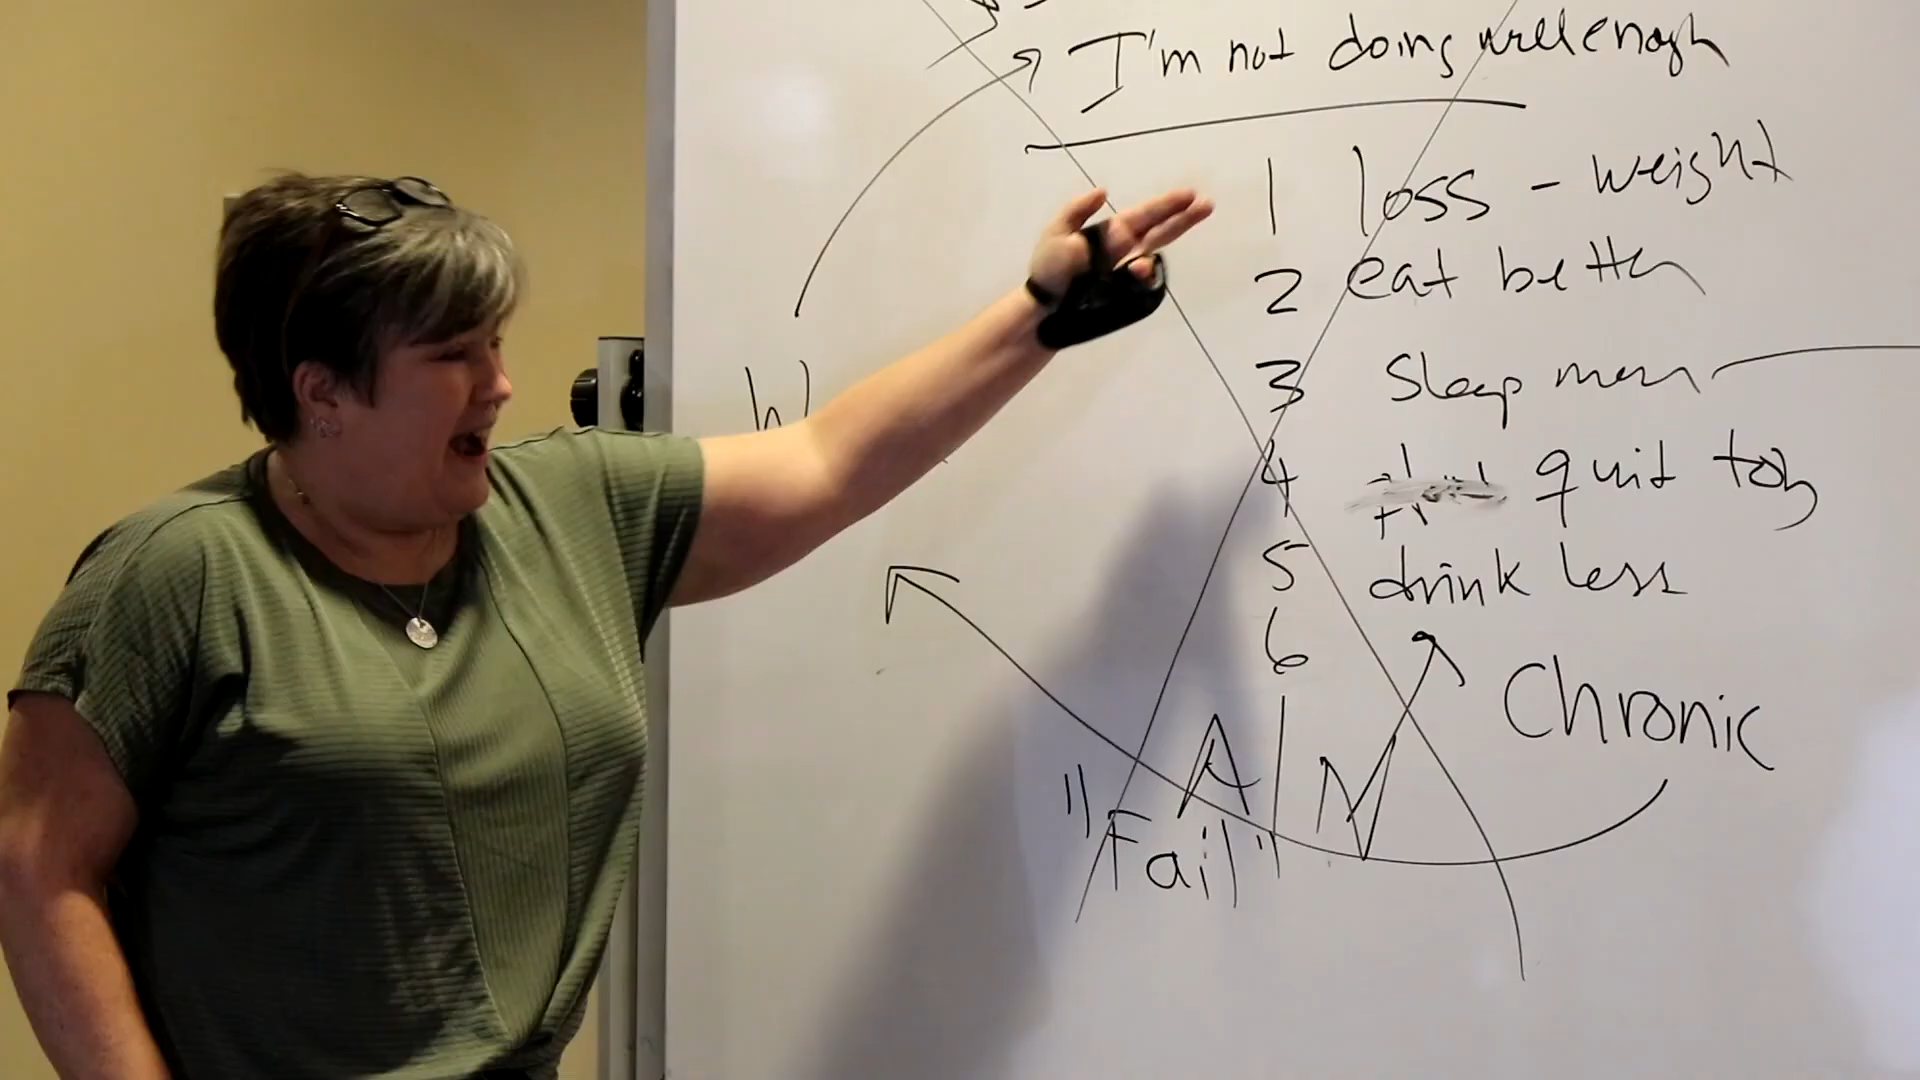 I'm not doing well enogh
1 loss - weight
2 eat better
3 Sleep more
W
4 quit tob
5 drink less
6
Chronic
A | N
"Fail"